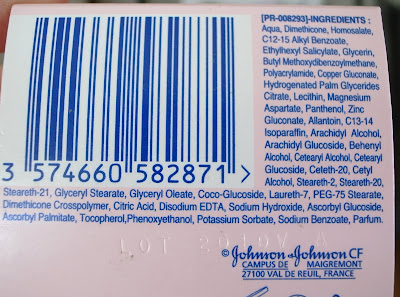 [PR-008293]-INGREDIENTS :
Aqua, Dimethicone, Homosalate,
C12-15 Alkyl Benzoate,
Ethylhexyl Salicylate, Glycerin,
Butyl Methoxydibenzoylmethane,
Polyacrylamide, Copper Gluconate,
Hydrogenated Palm Glycerides
Citrate, Lecithin, Magnesium
Aspartate, Panthenol, Zinc
Gluconate, Allantoin, C13-14
Isoparaffin, Arachidyl Alcohol,
Arachidyl Glucoside, Behenyl
Alcohol, Cetearyl Alcohol, Cetearyl
Glucoside, Ceteth-20, Cetyl
Alcohol, Steareth-2, Steareth-20,
3 574660 582871 >
Steareth-21, Glyceryl Stearate, Glyceryl Oleate, Coco-Glucoside, Laureth-7, PEG-75 Stearate,
Dimethicone Crosspolymer, Citric Acid, Disodium EDTA, Sodium Hydroxide, Ascorbyl Glucoside,
Ascorbyl Palmitate, Tocopherol,Phenoxyethanol, Potassium Sorbate, Sodium Benzoate, Parfum.
LOT
© Johnson & Johnson CF
CAMPUS DE MAIGREMONT
27100 VAL DE REUIL, FRANCE